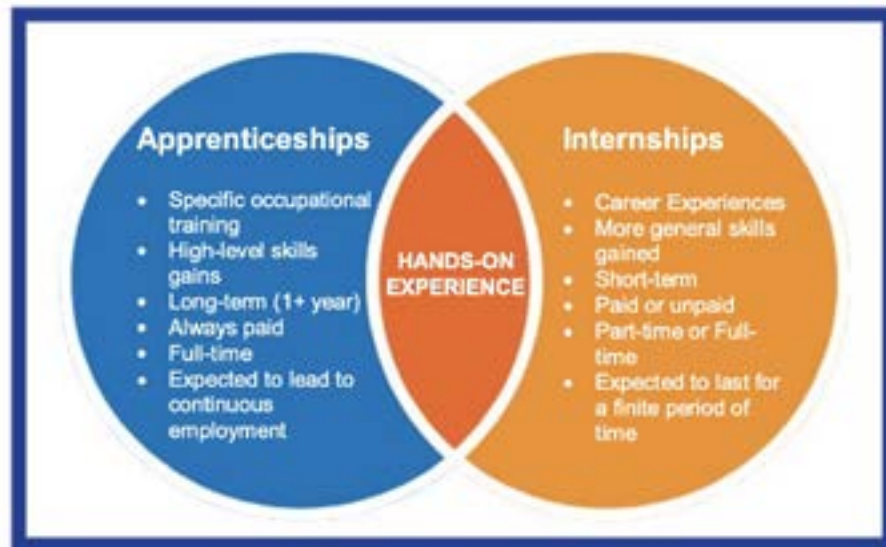 Apprenticeships
• Specific occupational
training
• High-level skills
gains
• Long-term (1+ year)
• Always paid
• Full-time
• Expected to lead to
continuous
employment
HANDS-ON
EXPERIENCE
Internships
• Career Experiences
• More general skills
gained
• Short-term
• Paid or unpaid
• Part-time or Full-
time
• Expected to last for
a finite period of
time